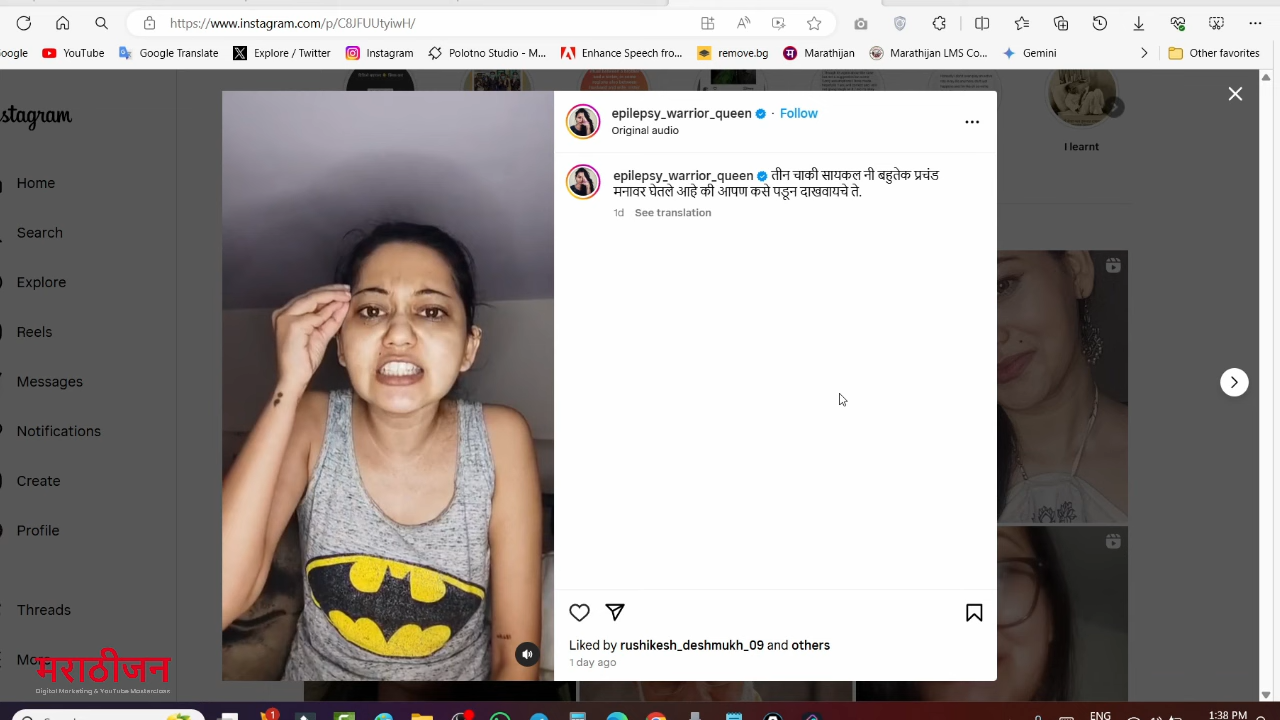 https://www.instagram.com/p/C8JFUUtyiwH/
oogle
YouTube
Google Translate
Explore / Twitter
Instagram
Polotno Studio - M...
Enhance Speech fro...
remove.bg
Marathijan
Marathijan LMS Co...
Gemini
Other favorites
Instagram
Home
Search
Explore
Reels
Messages
Notifications
Create
Profile
Threads
More
epilepsy_warrior_queen · Follow
Original audio
epilepsy_warrior_queen तीन चाकी सायकल नी बहुतेक प्रचंड
मनावर घेतले आहे की आपण कसे पडून दाखवायचे ते.
1d See translation
Liked by rushikesh_deshmukh_09 and others
1 day ago
I learnt
मराठीजन
Digital Marketing & YouTube Masterclass
ENG
1:38 PM